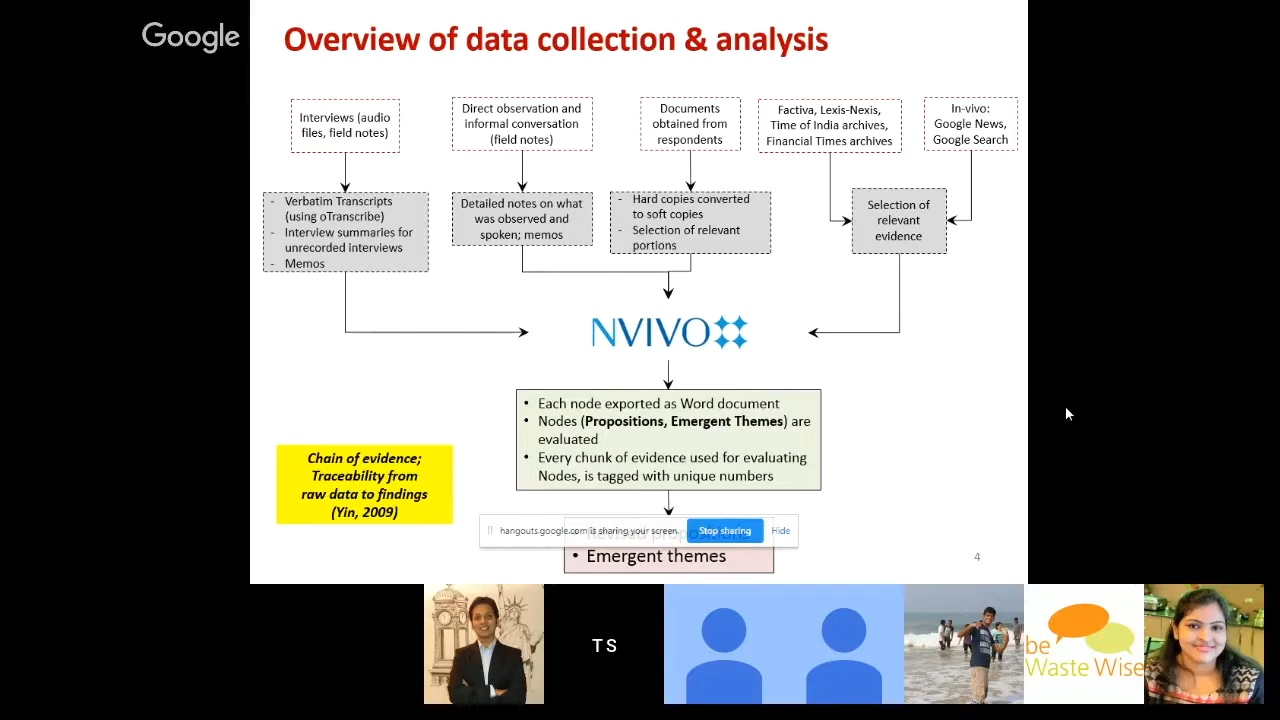 Google
Overview of data collection & analysis
Interviews (audio
files, field notes)
Direct observation and
informal conversation
(field notes)
Documents
obtained from
respondents
Factiva, Lexis-Nexis,
Time of India archives,
Financial Times archives
In-vivo:
Google News,
Google Search
- Verbatim Transcripts
(using oTranscribe)
- Interview summaries for
unrecorded interviews
- Memos
Detailed notes on what
was observed and
spoken; memos
- Hard copies converted
to soft copies
- Selection of relevant
portions
Selection of
relevant
evidence
NVIVO
• Each node exported as Word document
• Nodes (Propositions, Emergent Themes) are
evaluated
• Every chunk of evidence used for evaluating
Nodes, is tagged with unique numbers
Chain of evidence;
Traceability from
raw data to findings
(Yin, 2009)
hangouts.google.com is sharing your screen.
Stop sharing
Hide
Revised propositions
• Emergent themes
4
TS
be
Waste Wise